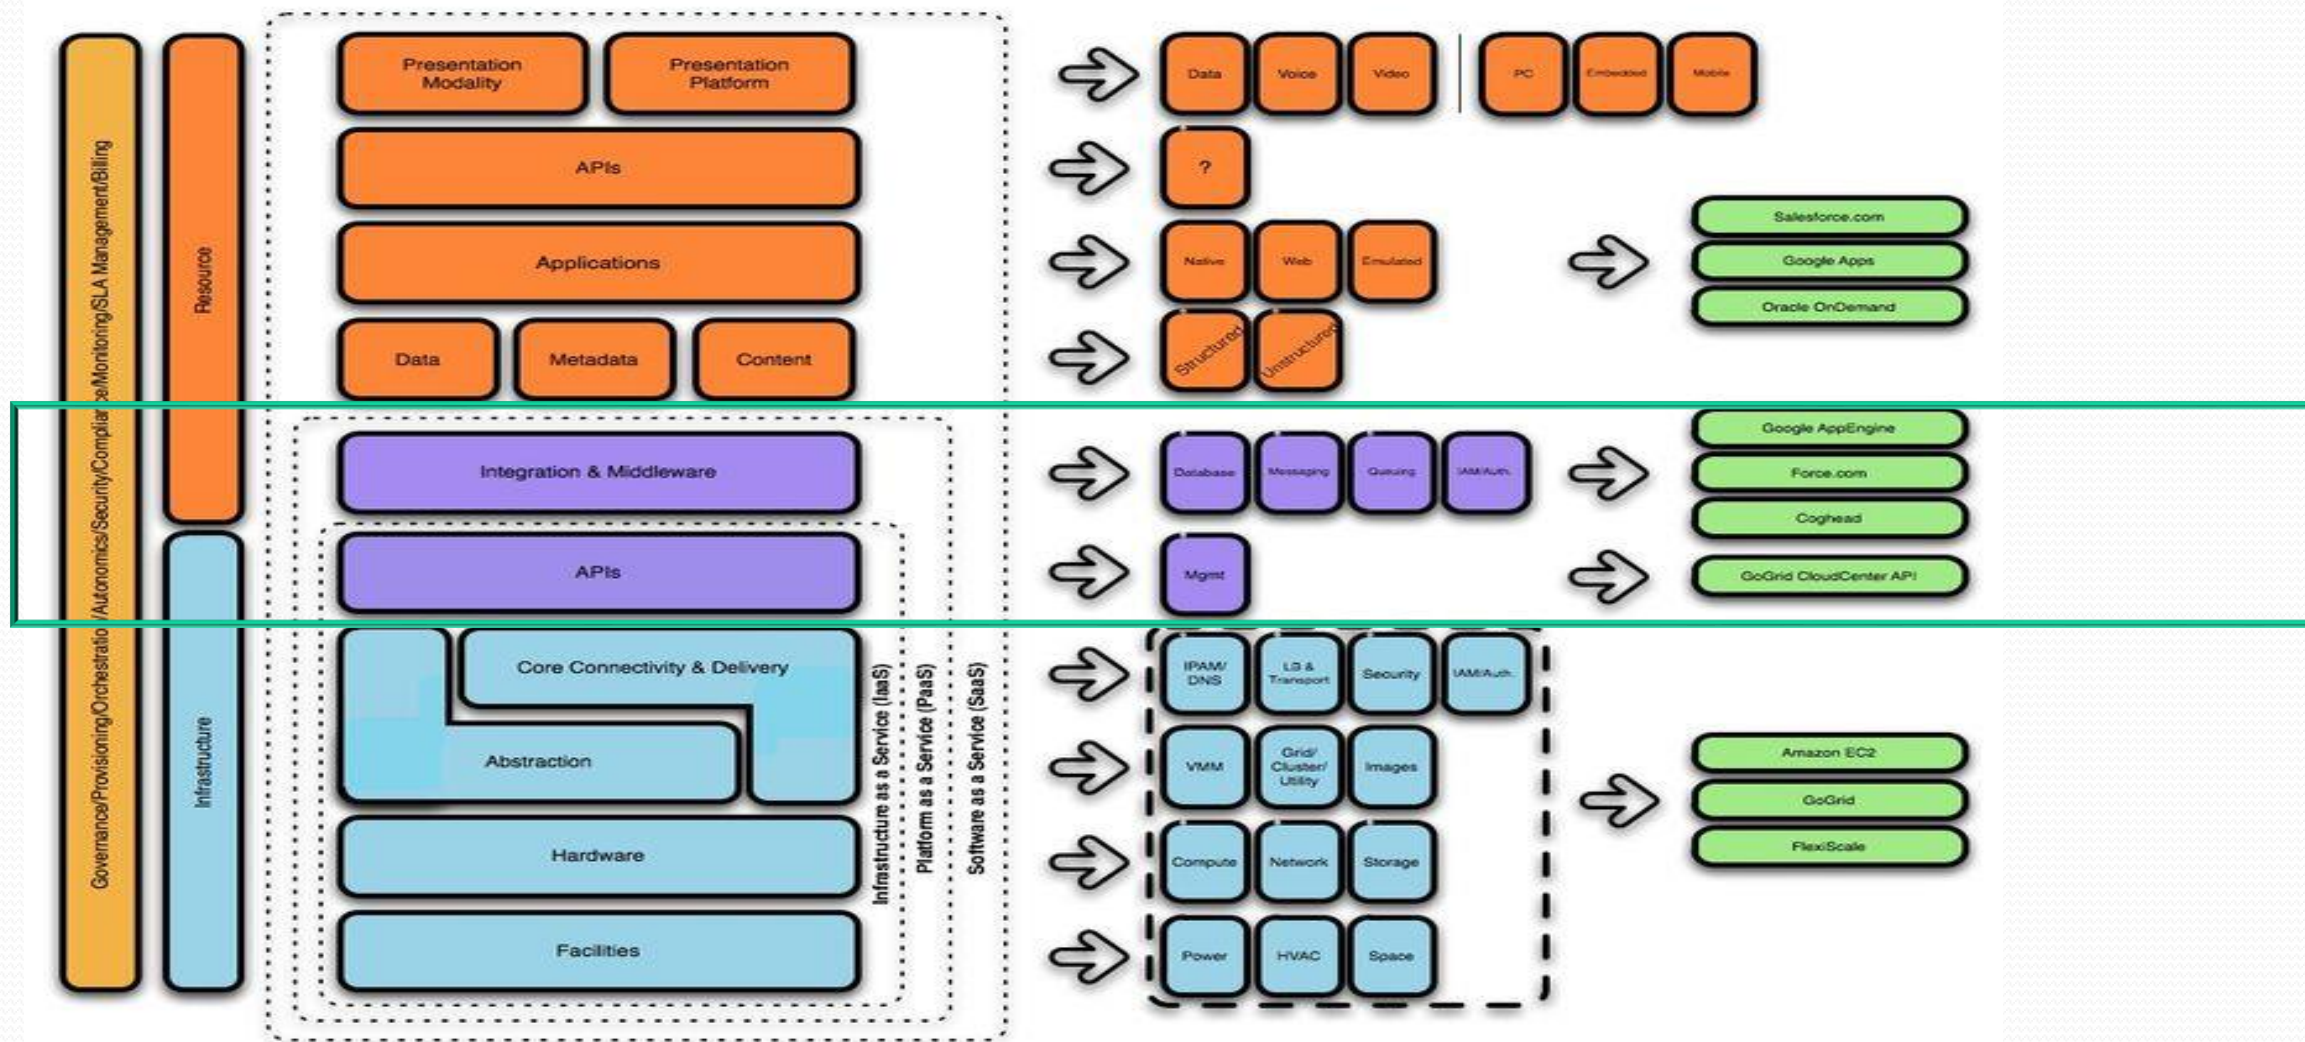 Governance/Provisioning/Orchestration/Autonomics/Security/Compliance/Monitoring/SLA Management/Billing
Resource
Infrastructure
Presentation
Modality
Presentation
Platform
APIs
Applications
Data
Metadata
Content
Integration & Middleware
APIs
Core Connectivity & Delivery
Abstraction
Hardware
Facilities
Infrastructure as a Service (IaaS)
Platform as a Service (PaaS)
Software as a Service (SaaS)
Data
Voice
Video
PC
Embedded
Mobile
?
Native
Web
Emulated
Structured
Unstructured
Salesforce.com
Google Apps
Oracle OnDemand
Database
Messaging
Queuing
IAM/Auth.
Google AppEngine
Force.com
Coghead
Mgmt
GoGrid CloudCenter API
IPAM/
DNS
LB &
Transport
Security
IAM/Auth.
VMM
Grid/
Cluster/
Utility
Images
Compute
Network
Storage
Power
HVAC
Space
Amazon EC2
GoGrid
FlexiScale